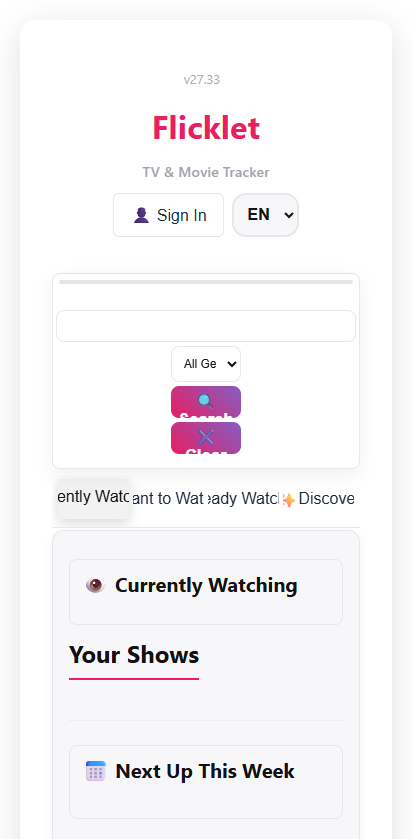 v27.33
Flicklet
TV & Movie Tracker
Sign In
EN
All Ge
Search
Clear
ently Watc ant to Wat eady Watcl Discove
Currently Watching
Your Shows
Next Up This Week